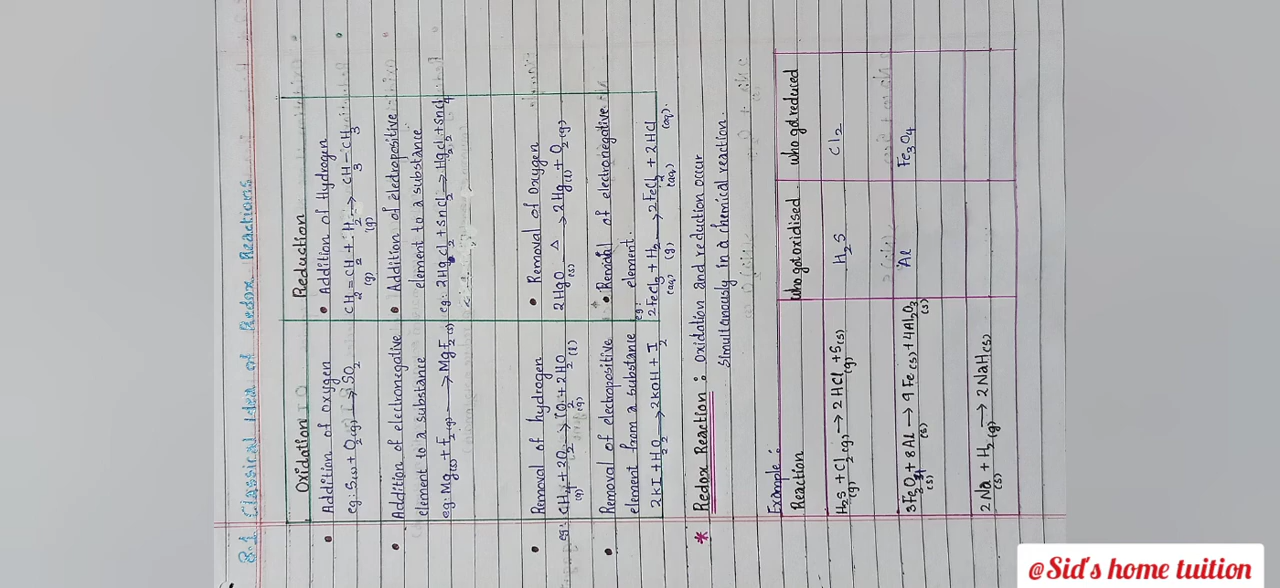 8.1 Classical Idea of Redox Reactions
Oxidation
• Addition of oxygen
eg: S(s) + O2(g) → SO2
• Addition of electronegative
element to a substance
eg: Mg(s) + F2(g) → MgF2(s)
• Removal of hydrogen
eg: CH4(g) + 2O2 → CO2(g) + 2H2O(l)
• Removal of electropositive
element from a substance
2KI + H2O2 → 2KOH + I2
Reduction
• Addition of Hydrogen
CH2=CH2(g) + H2(g) → CH3-CH3
• Addition of electropositive
element to a substance
eg: 2HgCl2 + SnCl2 → Hg2Cl2 + SnCl4
• Removal of Oxygen
2HgO(s) Δ→ 2Hg(l) + O2(g)
• Removal of electronegative
element.
eg:
2FeCl3(aq) + H2(g) → 2FeCl2(aq) + 2HCl(aq).
* Redox Reaction : Oxidation and reduction occur
simultaneously in a chemical reaction.
Example :
Reaction who got oxidised. who got reduced
H2S(g) + Cl2(g) → 2HCl(g) + S(s) H2S Cl2
3Fe3O4(s) + 8Al(s) → 9Fe(s) + 4Al2O3(s) Al Fe3O4
2Na(s) + H2(g) → 2NaH(s)
@Sid's home tuition